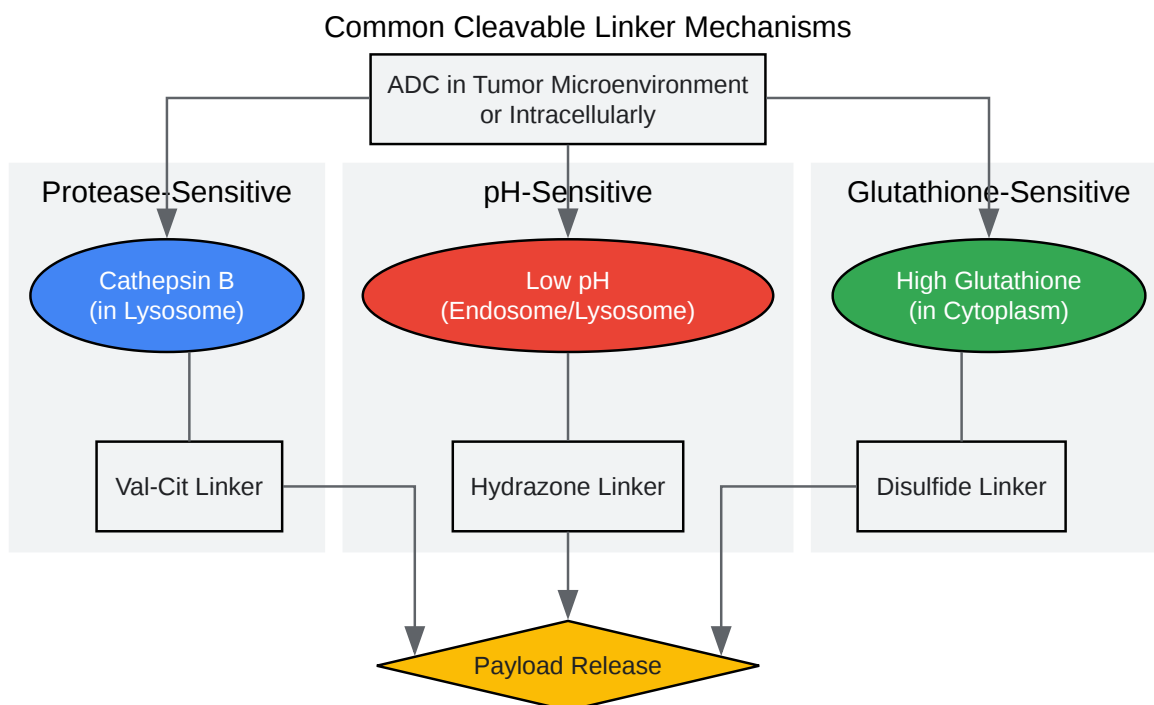 Common Cleavable Linker Mechanisms
ADC in Tumor Microenvironment
or Intracellularly
Protease-Sensitive
pH-Sensitive
Glutathione-Sensitive
Cathepsin B
(in Lysosome)
Low pH
(Endosome/Lysosome)
High Glutathione
(in Cytoplasm)
Val-Cit Linker
Hydrazone Linker
Disulfide Linker
Payload Release